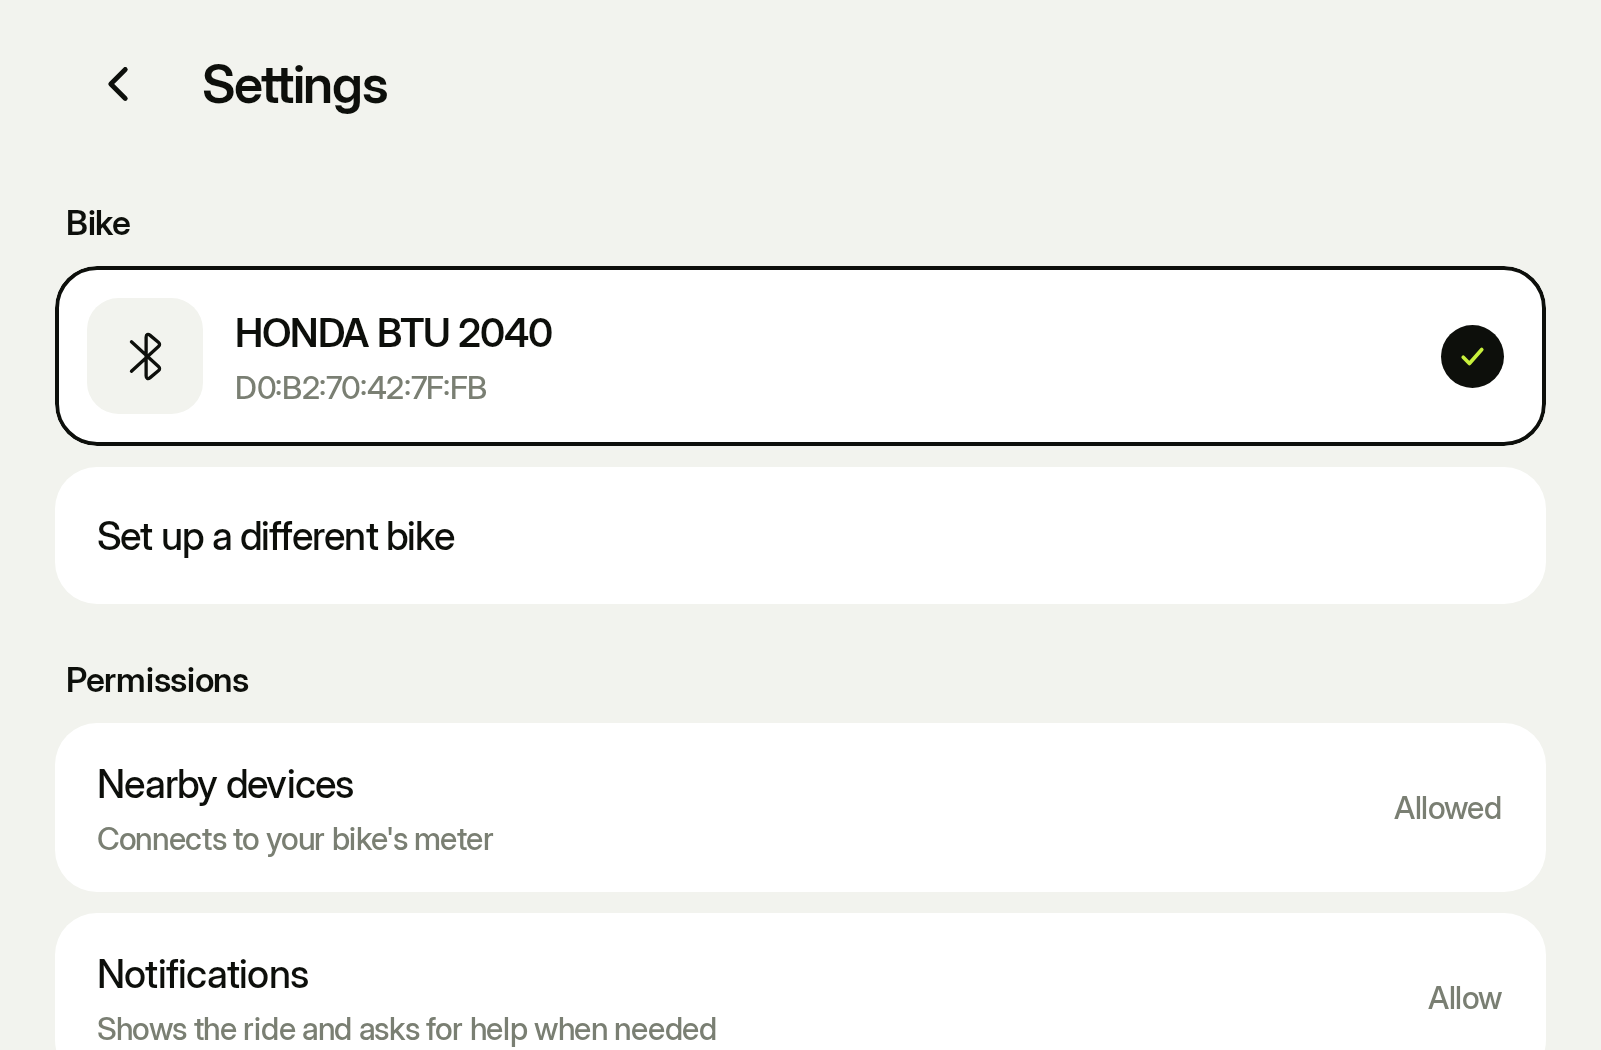 Settings
Bike
HONDA BTU 2040
D0:B2:70:42:7F:FB
Set up a different bike
Permissions
Nearby devices
Connects to your bike's meter
Allowed
Notifications
Shows the ride and asks for help when needed
Allow